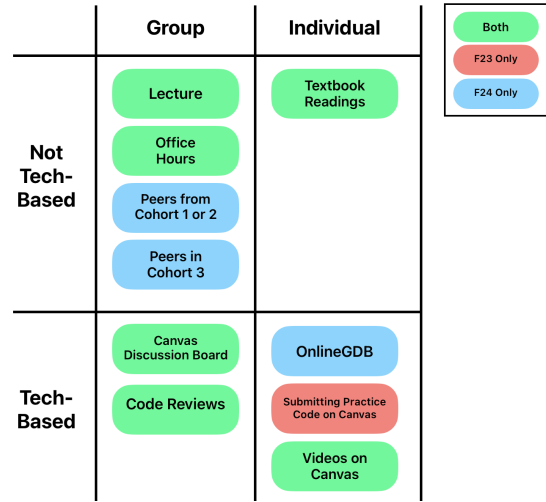 Group
Individual
Both
F23 Only
F24 Only
Not
Tech-
Based
Lecture
Office
Hours
Peers from
Cohort 1 or 2
Peers in
Cohort 3
Textbook
Readings
Tech-
Based
Canvas
Discussion Board
Code Reviews
OnlineGDB
Submitting Practice
Code on Canvas
Videos on
Canvas